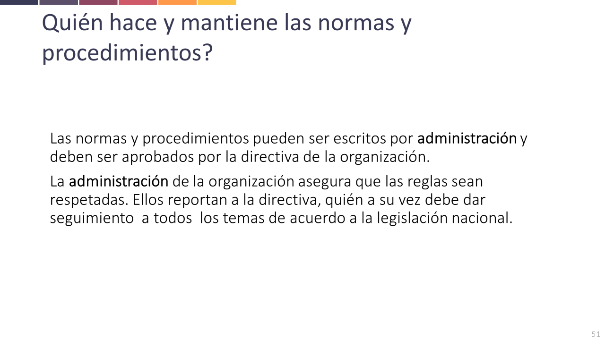 Quién hace y mantiene las normas y
procedimientos?
Las normas y procedimientos pueden ser escritos por administración y
deben ser aprobados por la directiva de la organización.
La administración de la organización asegura que las reglas sean
respetadas. Ellos reportan a la directiva, quién a su vez debe dar
seguimiento  a todos  los temas de acuerdo a la legislación nacional.
51